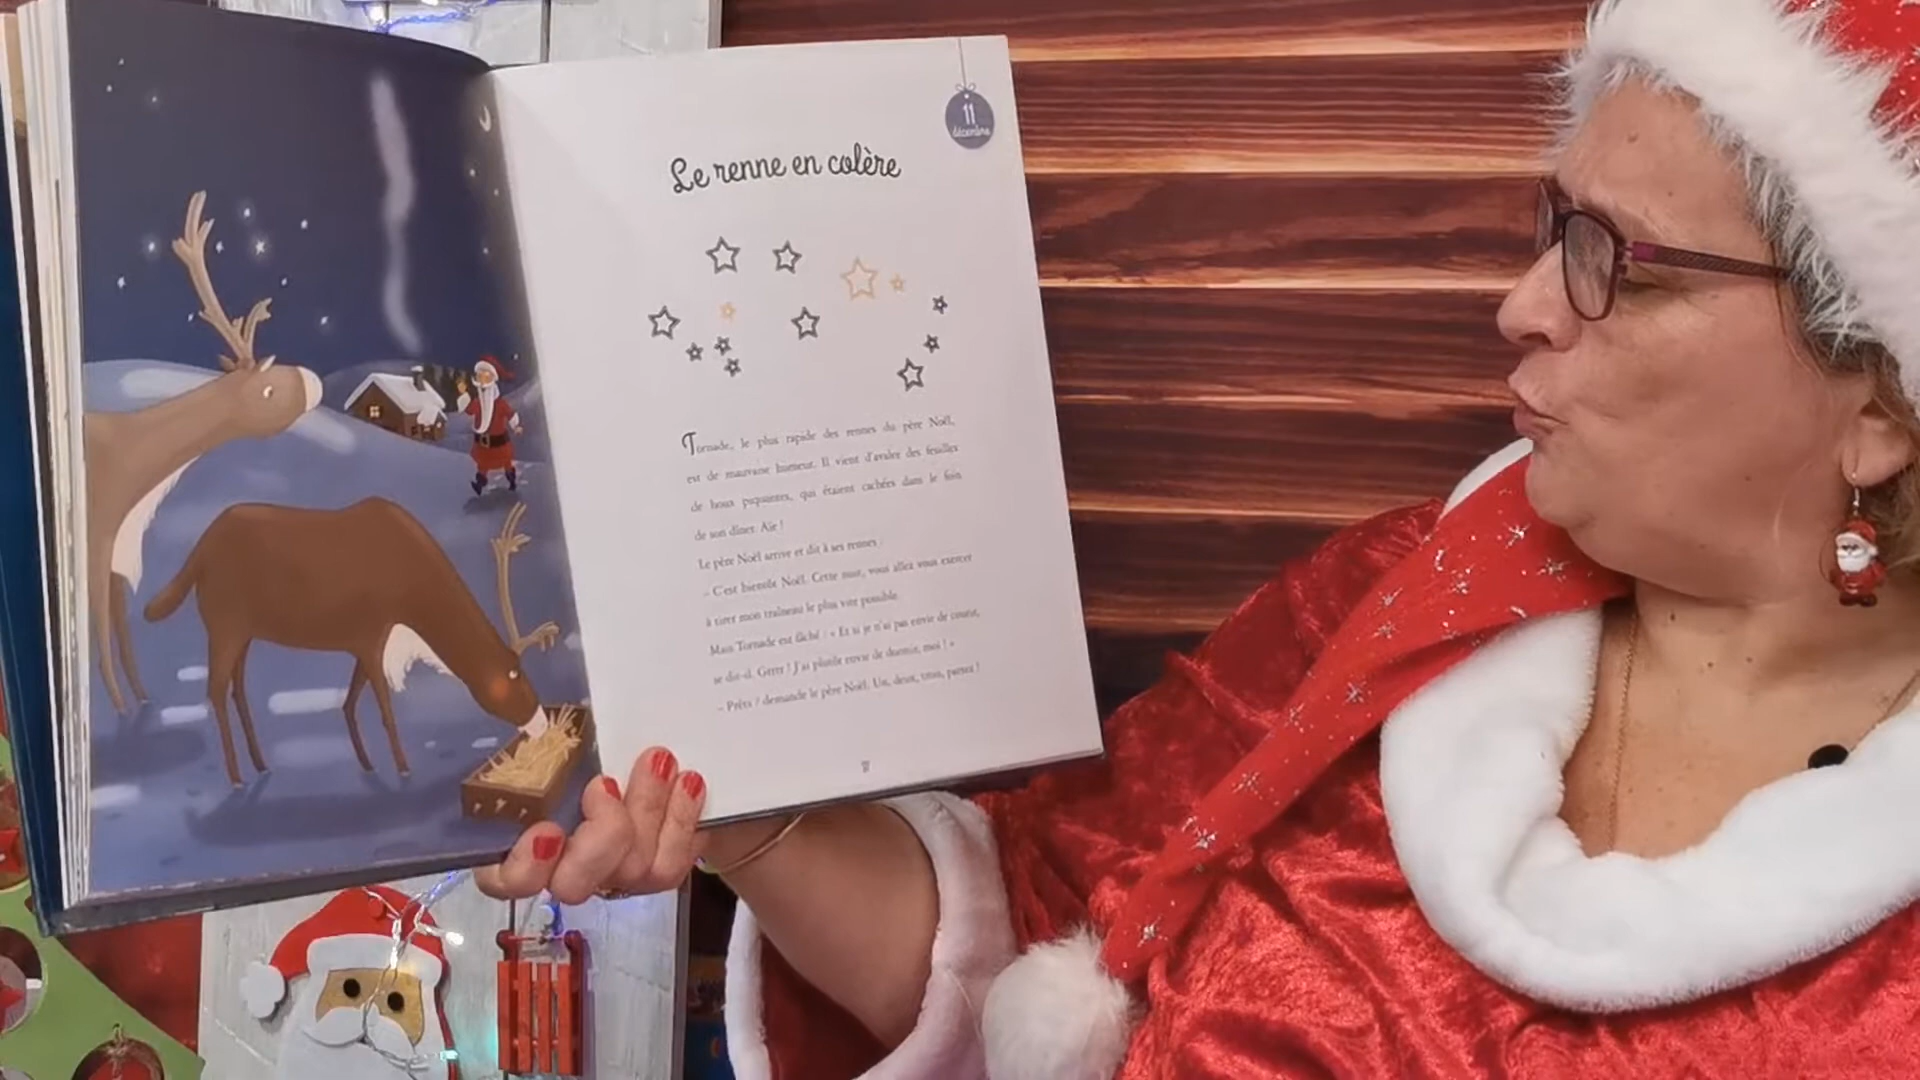 11
décembre
Le renne en colère
Tornade, le plus rapide des rennes du père Noël,
est de mauvaise humeur. Il vient d'avaler des feuilles
de houx piquantes, qui étaient cachées dans le foin
de son dîner. Aïe !
Le père Noël arrive et dit à ses rennes :
– C'est bientôt Noël. Cette nuit, vous allez vous exercer
à tirer mon traîneau le plus vite possible.
Mais Tornade est fâché : « Et si je n'ai pas envie de courir,
se dit-il. Grrrr ! J'ai plutôt envie de dormir, moi ! »
– Prêts ? demande le père Noël. Un, deux, trois, partez !